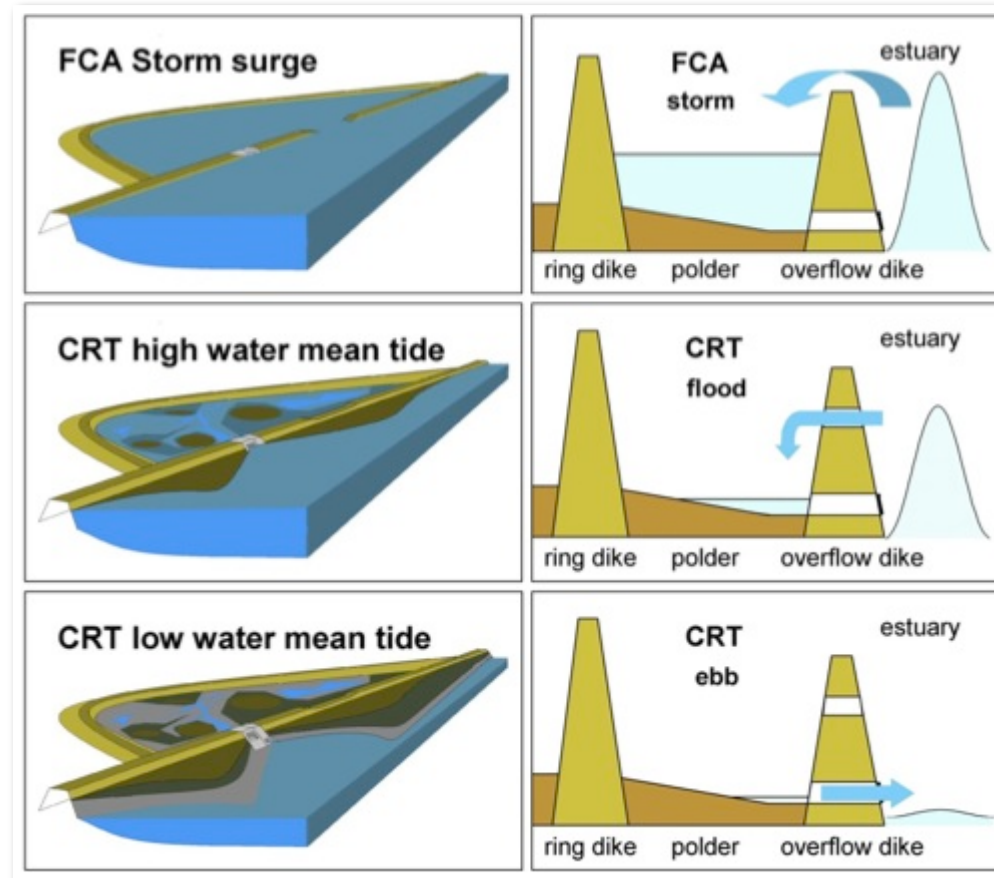 FCA Storm surge
FCA
storm
estuary
ring dike polder overflow dike
CRT high water mean tide
CRT
flood
estuary
ring dike polder overflow dike
CRT low water mean tide
CRT
ebb
estuary
ring dike polder overflow dike